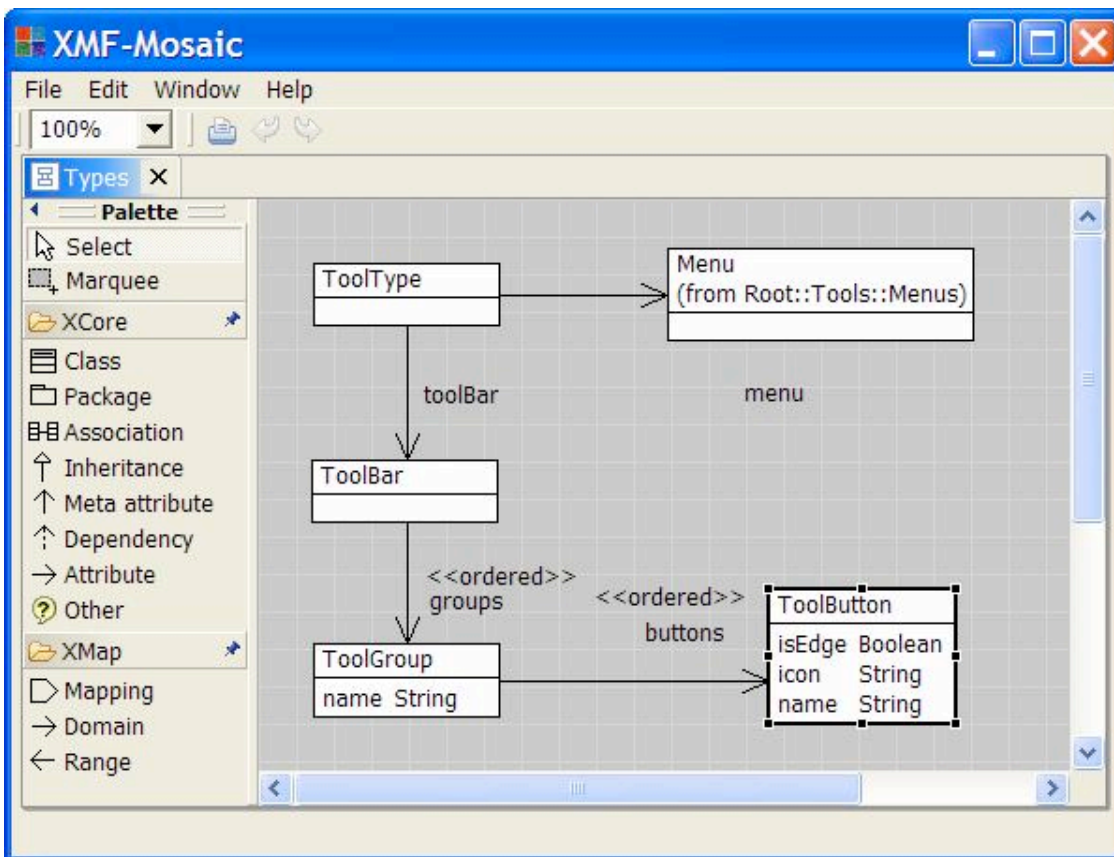 XMF-Mosaic
File Edit Window Help
100%
Types
Palette
Select
Marquee
XCore
Class
Package
Association
Inheritance
Meta attribute
Dependency
Attribute
Other
XMap
Mapping
Domain
Range
ToolType
Menu
(from Root::Tools::Menus)
toolBar
menu
ToolBar
<<ordered>>
groups
<<ordered>>
buttons
ToolGroup
name String
ToolButton
isEdge Boolean
icon String
name String